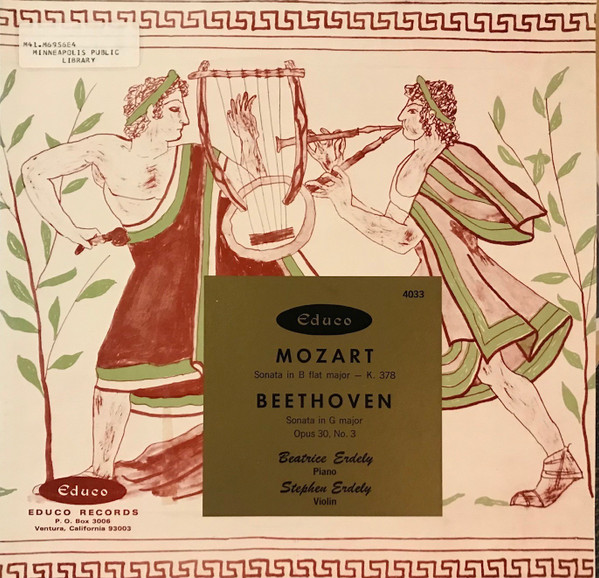 M41.M6956E4
MINNEAPOLIS PUBLIC
LIBRARY
4033
Educo
MOZART
Sonata in B flat major — K. 378
BEETHOVEN
Sonata in G major
Opus 30, No. 3
Beatrice Erdely
Piano
Stephen Erdely
Violin
Educo
EDUCO RECORDS
P. O. Box 3006
Ventura, California 93003